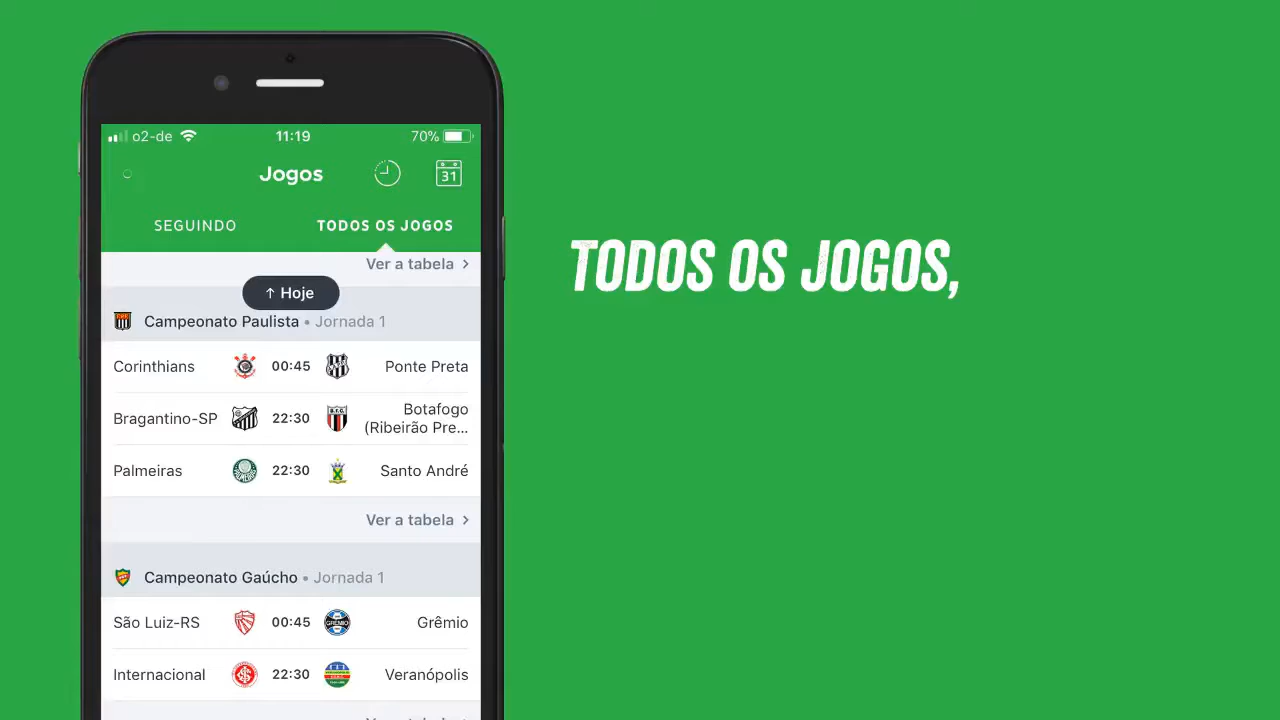 o2-de 11:19 70%
Jogos 31
SEGUINDO TODOS OS JOGOS
Ver a tabela >
↑ Hoje
Campeonato Paulista • Jornada 1
Corinthians 00:45 Ponte Preta
Bragantino-SP 22:30 Botafogo
(Ribeirão Pre...
Palmeiras 22:30 Santo André
Ver a tabela >
Campeonato Gaúcho • Jornada 1
São Luiz-RS 00:45 GRÊMIO Grêmio
Internacional 22:30 Veranópolis
TODOS OS JOGOS,